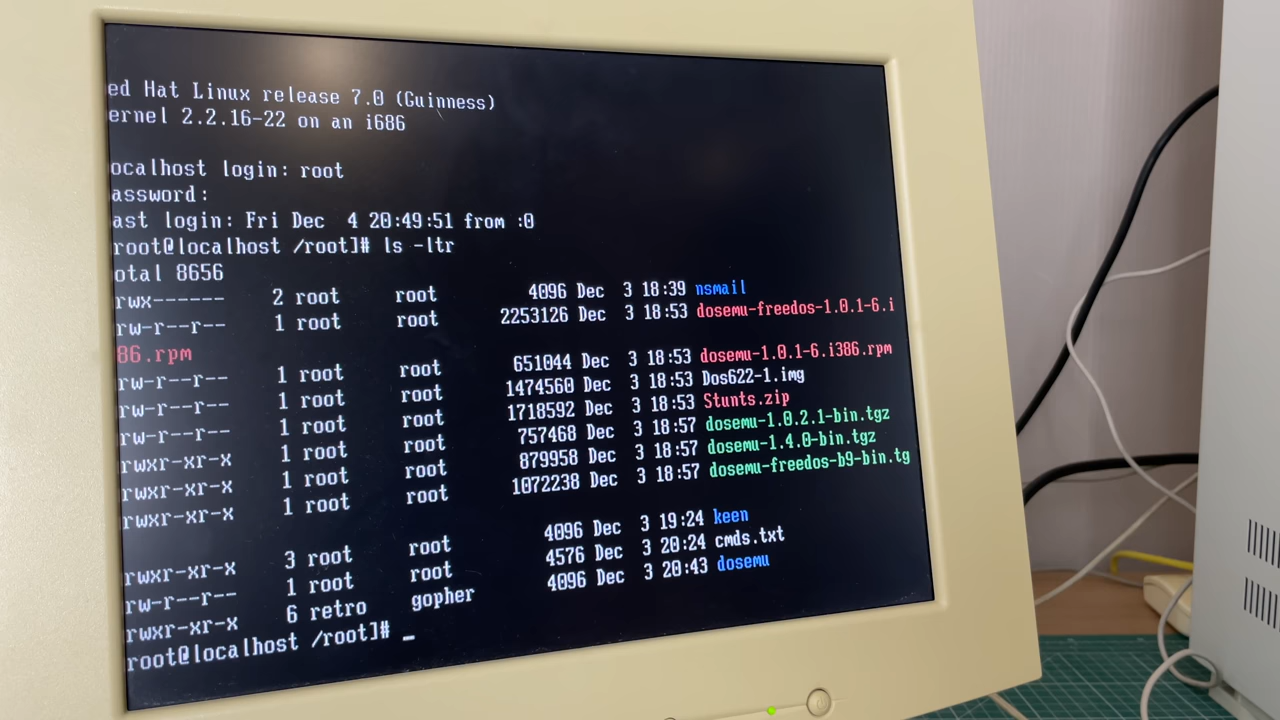 ed Hat Linux release 7.0 (Guinness)
ernel 2.2.16-22 on an i686
ocalhost login: root
assword:
ast login: Fri Dec  4 20:49:51 from :0
root@localhost /root]# ls -ltr
otal 8656
rwx------ 2 root root 4096 Dec 3 18:39 nsmail
rw-r--r-- 1 root root 2253126 Dec 3 18:53 dosemu-freedos-1.0.1-6.i
86.rpm
rw-r--r-- 1 root root 651044 Dec 3 18:53 dosemu-1.0.1-6.i386.rpm
rw-r--r-- 1 root root 1474560 Dec 3 18:53 Dos622-1.img
rw-r--r-- 1 root root 1718592 Dec 3 18:53 Stunts.zip
rwxr-xr-x 1 root root 757468 Dec 3 18:57 dosemu-1.0.2.1-bin.tgz
rwxr-xr-x 1 root root 879958 Dec 3 18:57 dosemu-1.4.0-bin.tgz
rwxr-xr-x 1 root root 1072238 Dec 3 18:57 dosemu-freedos-b9-bin.tg
rwxr-xr-x 3 root root 4096 Dec 3 19:24 keen
rw-r--r-- 1 root root 4576 Dec 3 20:24 cmds.txt
rwxr-xr-x 6 retro gopher 4096 Dec 3 20:43 dosemu
root@localhost /root]# _